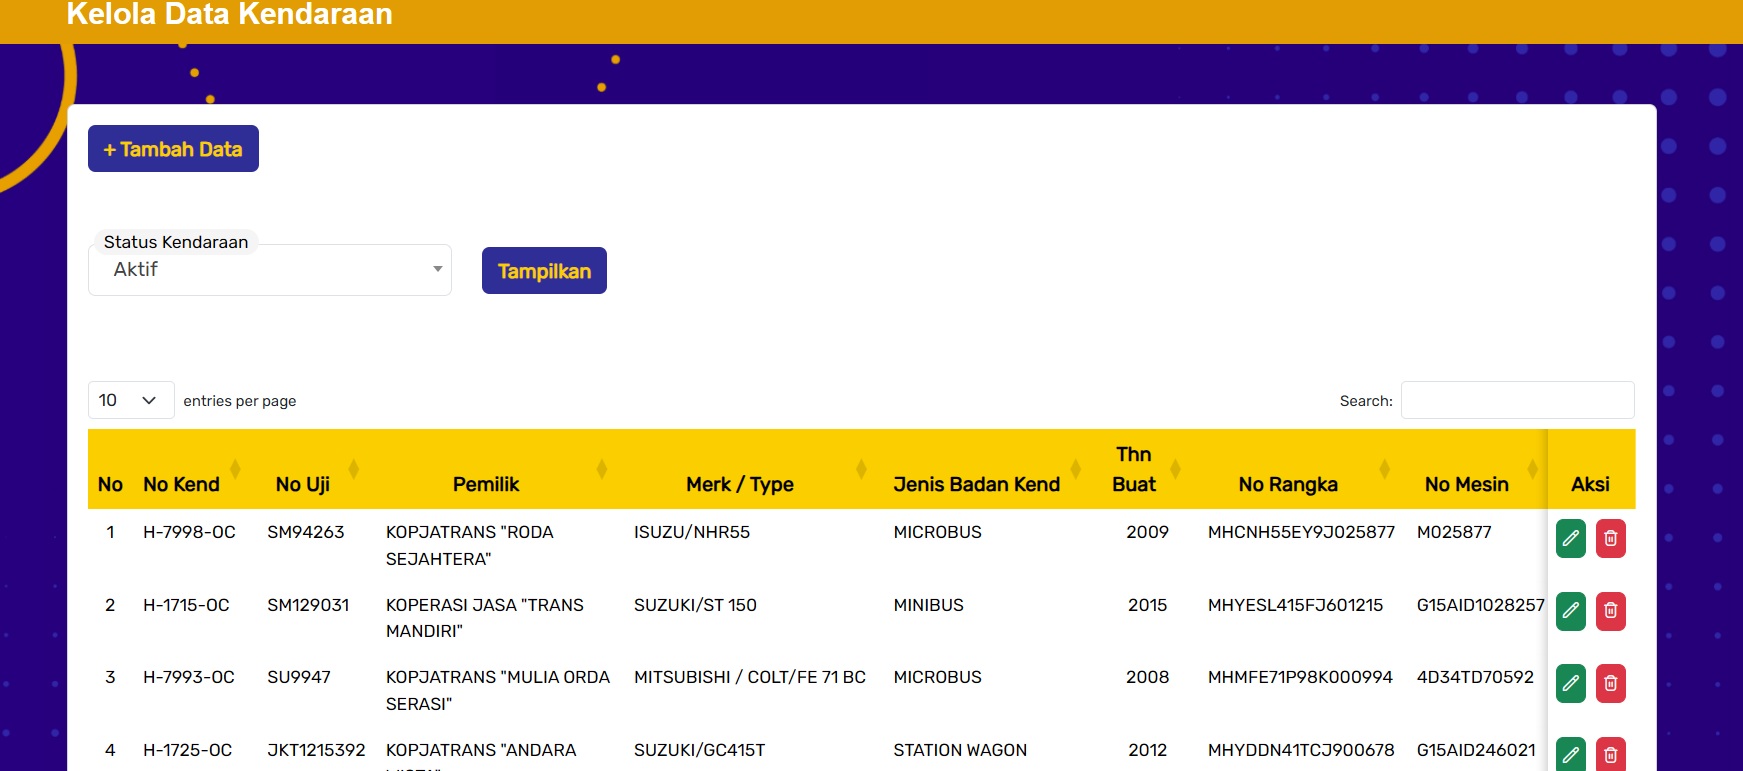 Kelola Data Kendaraan
+ Tambah Data
Status Kendaraan
Aktif
Tampilkan
10 entries per page
Search:
No No Kend No Uji Pemilik Merk / Type Jenis Badan Kend Thn Buat No Rangka No Mesin Aksi
1 H-7998-OC SM94263 KOPJATRANS "RODA ISUZU/NHR55 MICROBUS 2009 MHCNH55EY9J025877 M025877
SEJAHTERA"
2 H-1715-OC SM129031 KOPERASI JASA "TRANS SUZUKI/ST 150 MINIBUS 2015 MHYESL415FJ601215 G15AID1028257
MANDIRI"
3 H-7993-OC SU9947 KOPJATRANS "MULIA ORDA MITSUBISHI / COLT/FE 71 BC MICROBUS 2008 MHMFE71P98K000994 4D34TD70592
SERASI"
4 H-1725-OC JKT1215392 KOPJATRANS "ANDARA SUZUKI/GC415T STATION WAGON 2012 MHYDDN41TCJ900678 G15AID246021